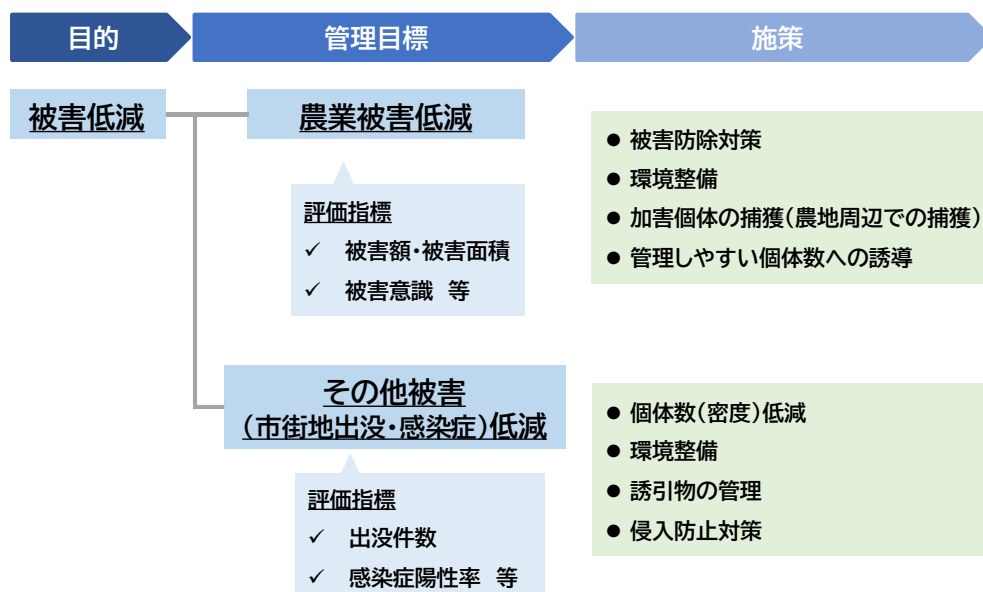 目的
管理目標
施策
被害低減
農業被害低減
評価指標
✓ 被害額・被害面積
✓ 被害意識 等
● 被害防除対策
● 環境整備
● 加害個体の捕獲(農地周辺での捕獲)
● 管理しやすい個体数への誘導
その他被害
(市街地出没・感染症)低減
評価指標
✓ 出没件数
✓ 感染症陽性率 等
● 個体数(密度)低減
● 環境整備
● 誘引物の管理
● 侵入防止対策